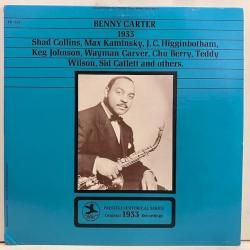 BENNY CARTER
1933
Shad Collins, Max Kaminsky, J.C. Higginbotham,
Keg Johnson, Wayman Carver, Chu Berry, Teddy
Wilson, Sid Catlett and others.
PRESTIGE HISTORICAL SERIES
Original 1933 Recordings